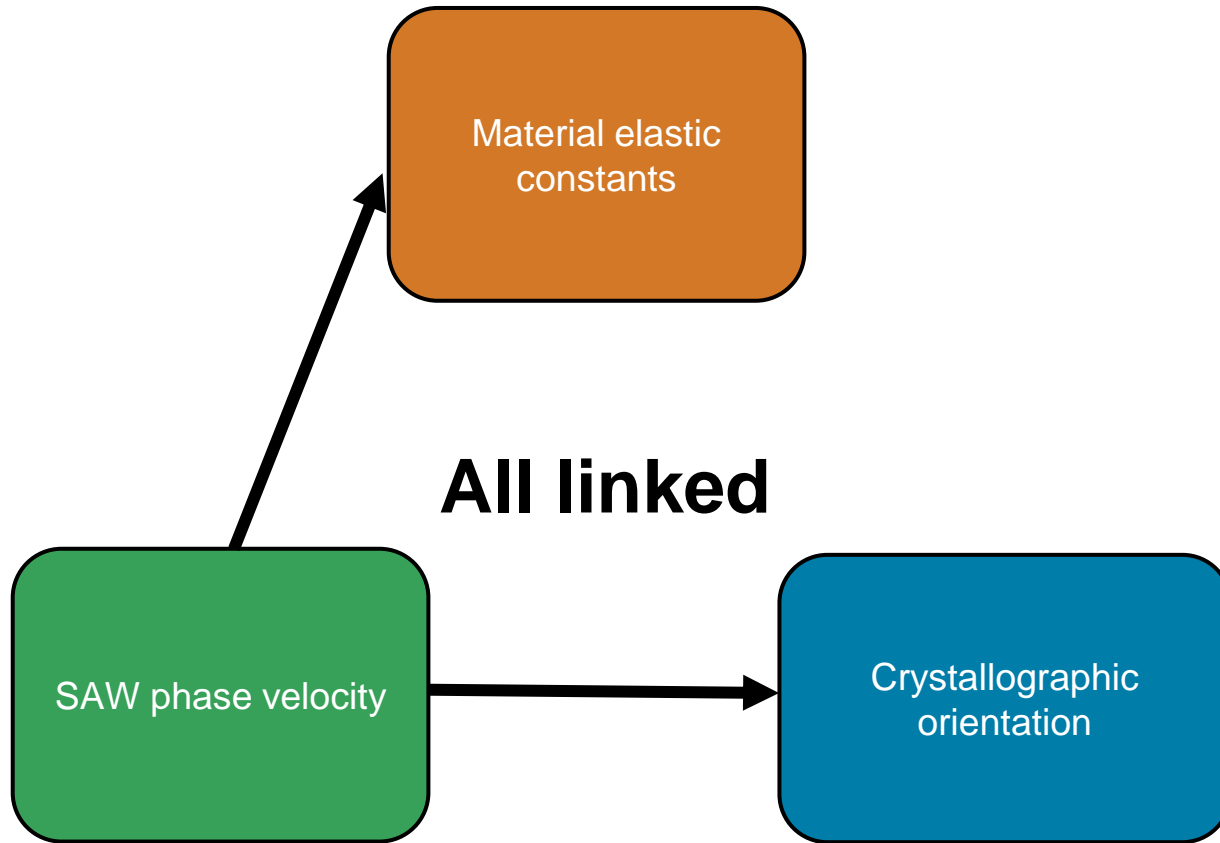 Material elastic
constants
All linked
SAW phase velocity
Crystallographic
orientation